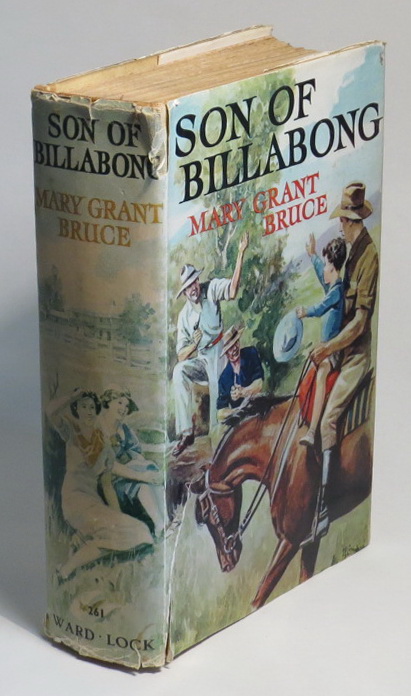 SON OF
BILLABONG
MARY GRANT
BRUCE
261
WARD·LOCK
SON OF
BILLABONG
MARY GRANT
BRUCE